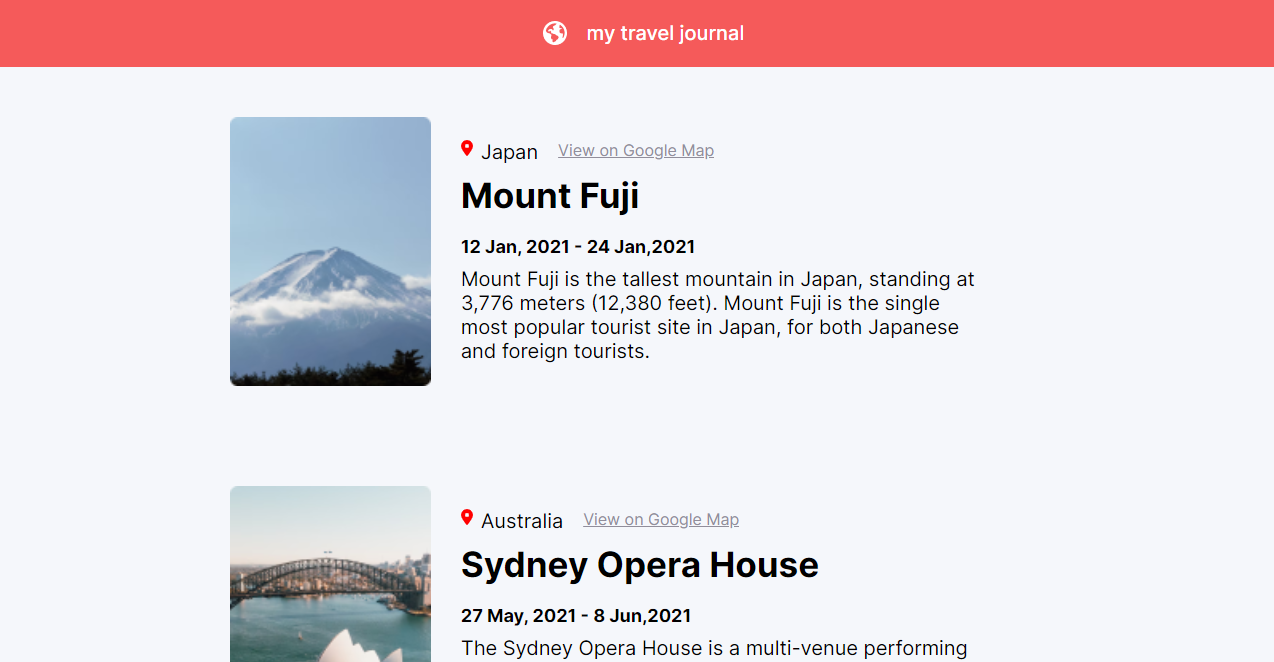 my travel journal
Japan View on Google Map
Mount Fuji
12 Jan, 2021 - 24 Jan,2021
Mount Fuji is the tallest mountain in Japan, standing at
3,776 meters (12,380 feet). Mount Fuji is the single
most popular tourist site in Japan, for both Japanese
and foreign tourists.
Australia View on Google Map
Sydney Opera House
27 May, 2021 - 8 Jun,2021
The Sydney Opera House is a multi-venue performing